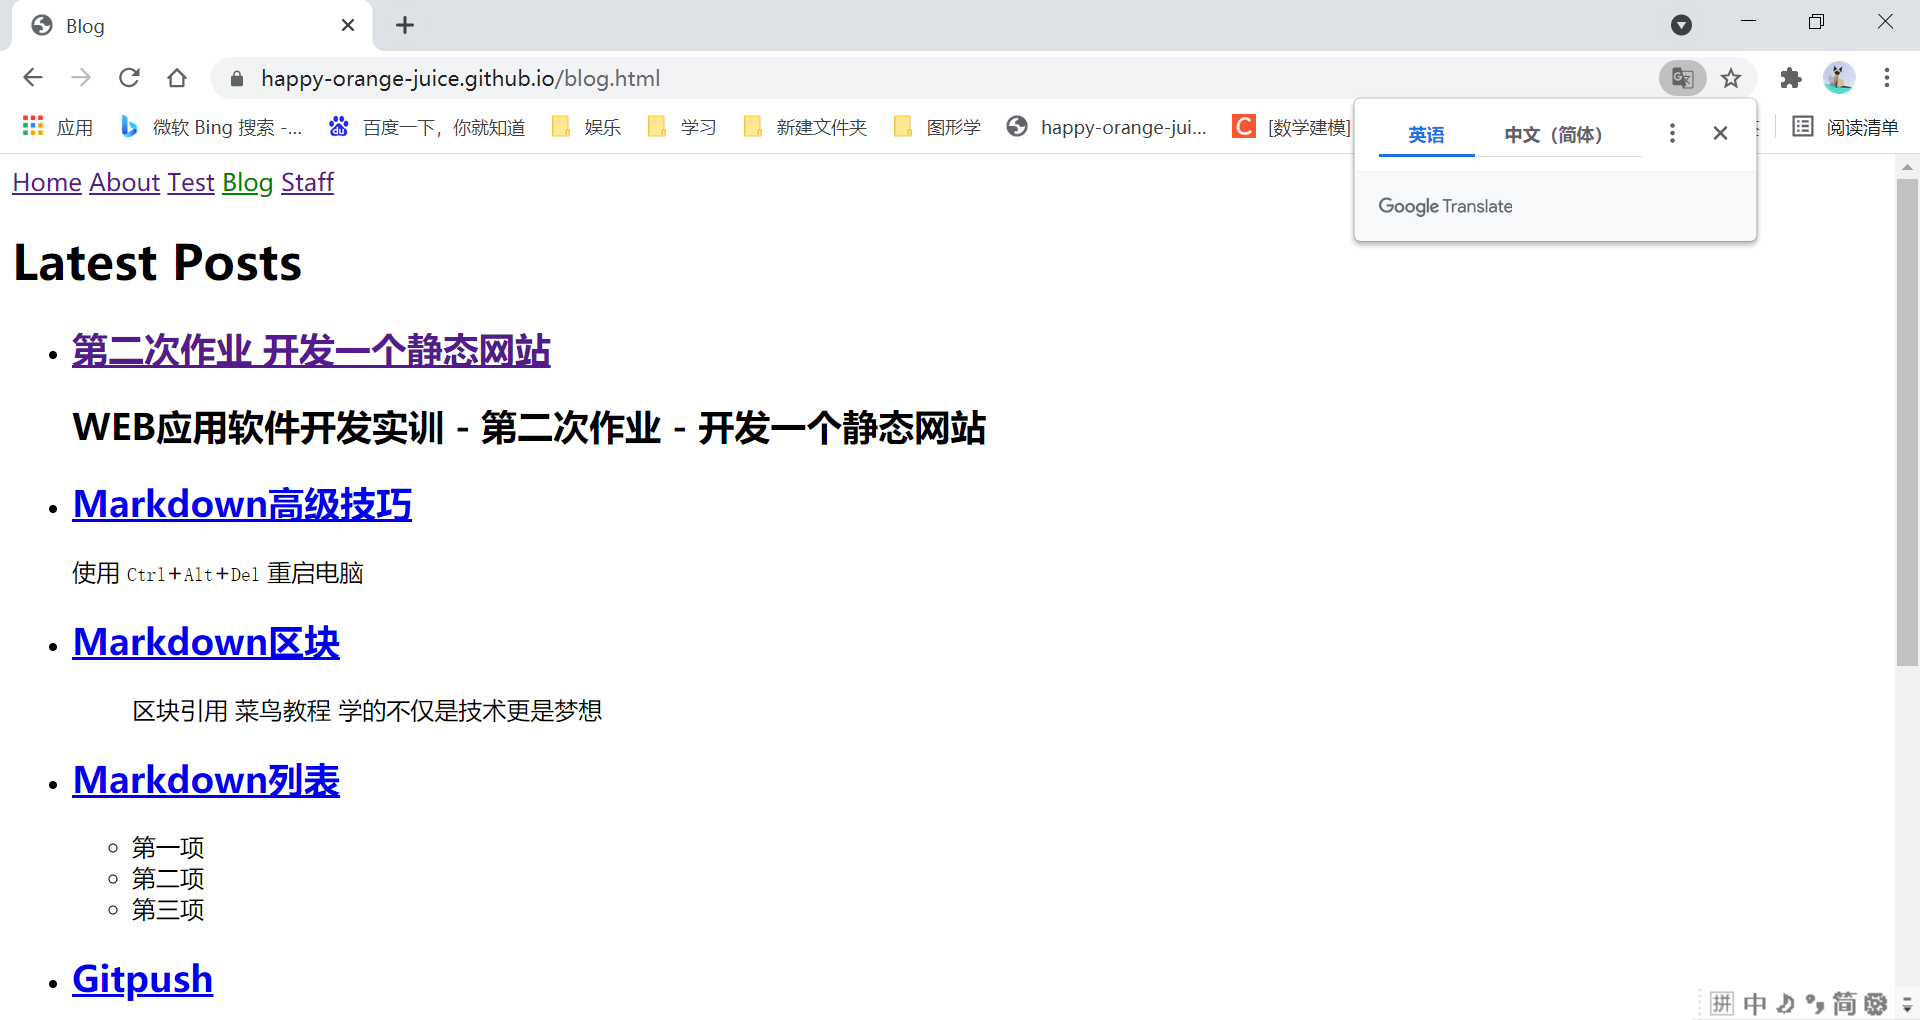 Blog
happy-orange-juice.github.io/blog.html
应用 微软 Bing 搜索 -... 百度一下，你就知道 娱乐 学习 新建文件夹 图形学 happy-orange-jui... [数学建模] 阅读清单
英语 中文（简体）
Google Translate
Home About Test Blog Staff
Latest Posts
第二次作业 开发一个静态网站
WEB应用软件开发实训 - 第二次作业 - 开发一个静态网站
Markdown高级技巧
使用 Ctrl+Alt+Del 重启电脑
Markdown区块
区块引用 菜鸟教程 学的不仅是技术更是梦想
Markdown列表
第一项
第二项
第三项
Gitpush
拼 中 简